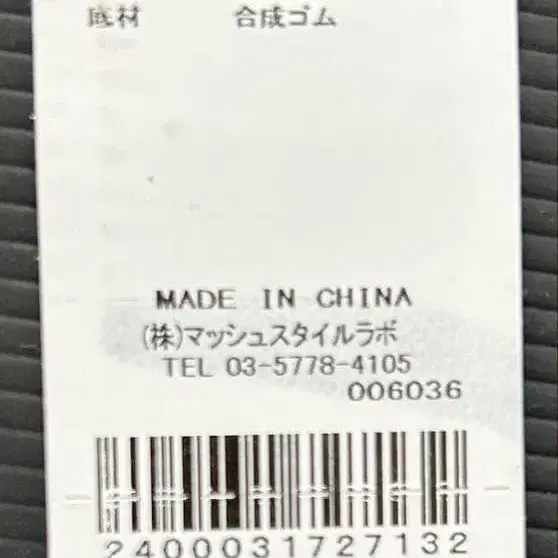 底材 合成ゴム
MADE IN CHINA
(株)マッシュスタイルラボ
TEL 03-5778-4105
006036
2400031727132